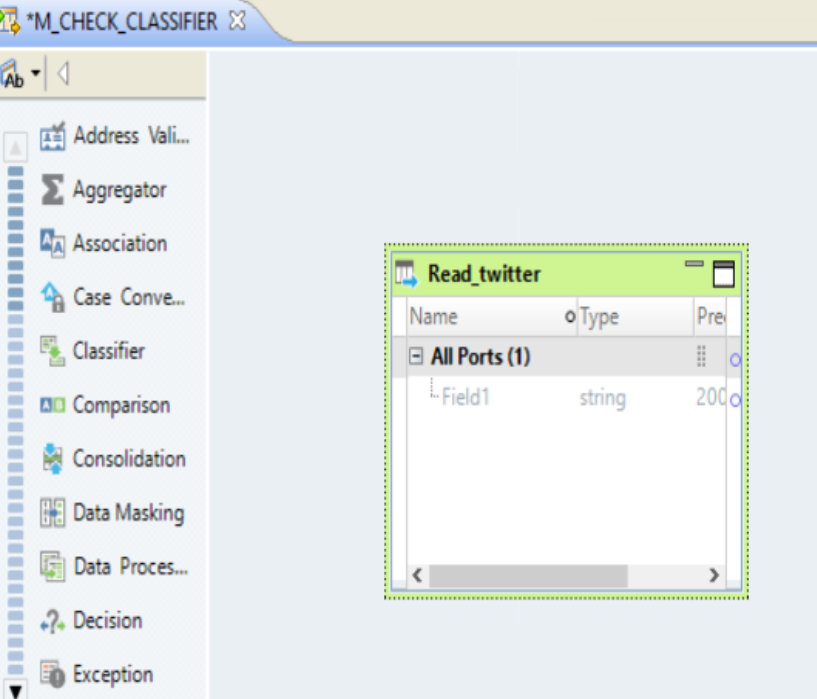 *M_CHECK_CLASSIFIER
Ab
Address Vali...
Aggregator
Association
Case Conve...
Classifier
Comparison
Consolidation
Data Masking
Data Proces...
Decision
Exception
Read_twitter
Name Type Pre
All Ports (1)
Field1 string 200